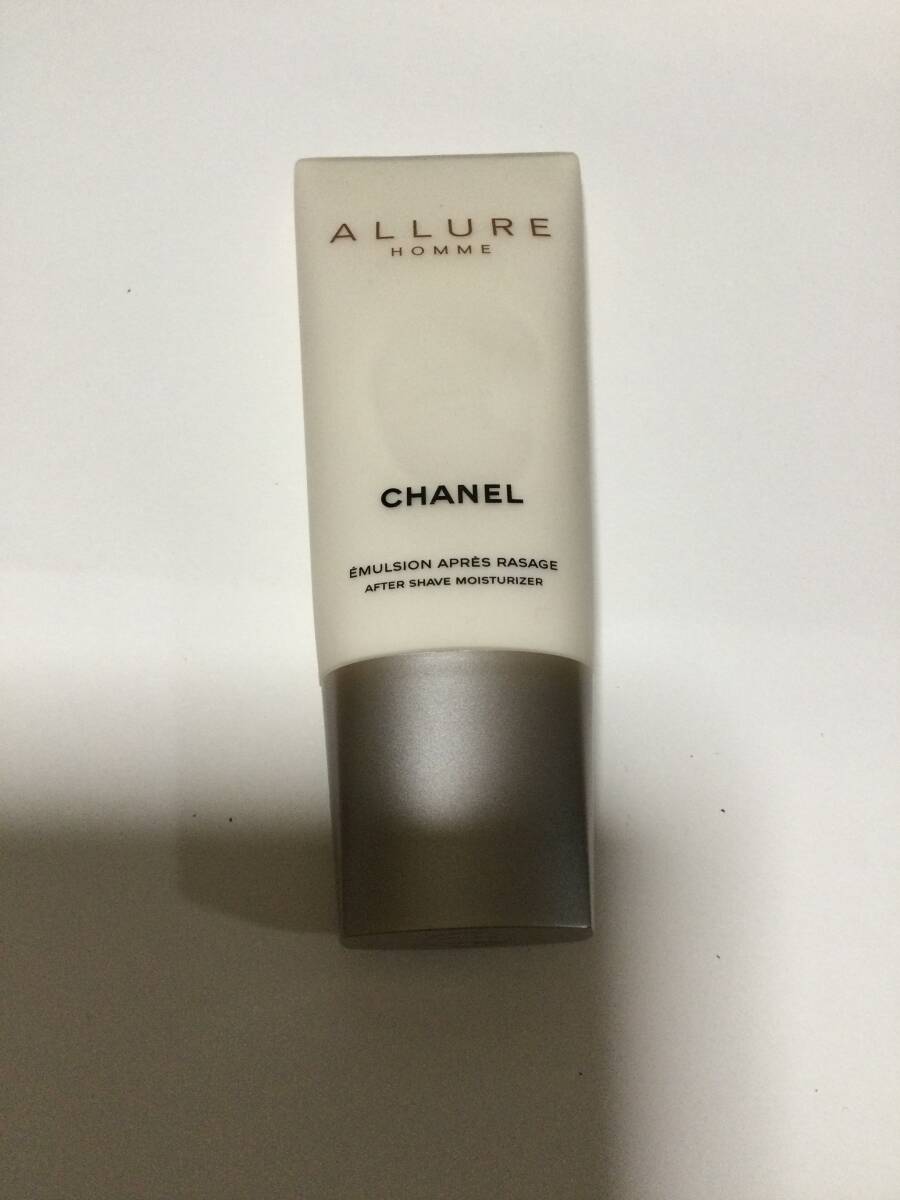 ALLURE
HOMME
CHANEL
ÉMULSION APRÈS RASAGE
AFTER SHAVE MOISTURIZER